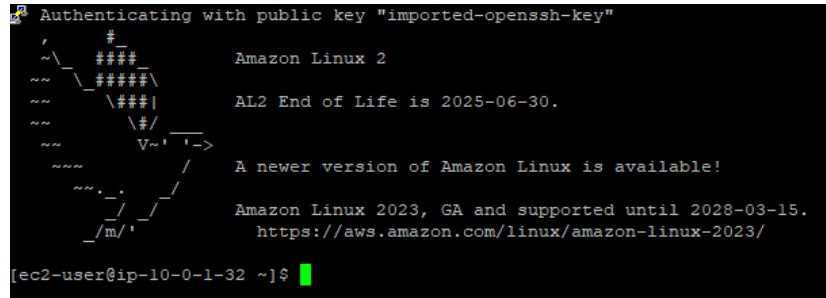 Authenticating with public key "imported-openssh-key"
   ,     #_
   ~\_  ####_        Amazon Linux 2
  ~~  \_#####\
  ~~     \###|       AL2 End of Life is 2025-06-30.
  ~~       \#/ ___
   ~~       V~' '->
    ~~~         /    A newer version of Amazon Linux is available!
      ~~._.   _/
         _/ _/       Amazon Linux 2023, GA and supported until 2028-03-15.
       _/m/'           https://aws.amazon.com/linux/amazon-linux-2023/
[ec2-user@ip-10-0-1-32 ~]$